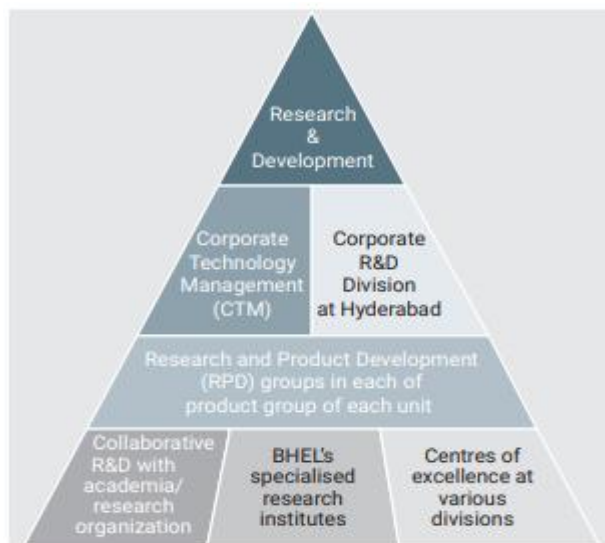 Research
&
Development
Corporate
Technology
Management
(CTM)
Corporate
R&D
Division
at Hyderabad
Research and Product Development
(RPD) groups in each of
product group of each unit
Collaborative
R&D with
academia/
research
organization
BHEL's
specialised
research
institutes
Centres of
excellence at
various
divisions